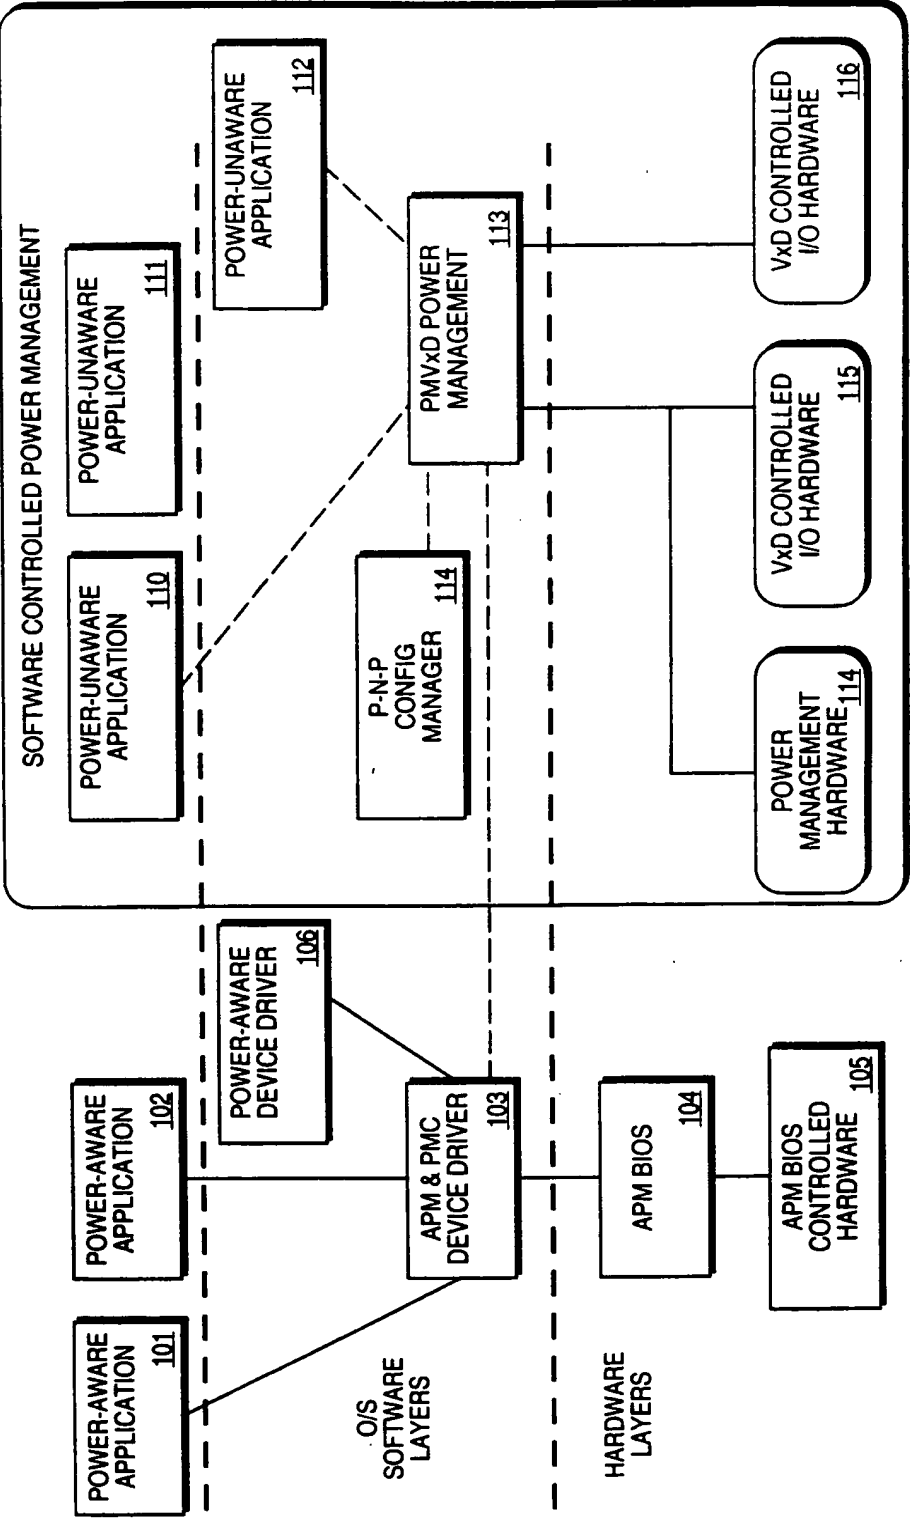 SOFTWARE CONTROLLED POWER MANAGEMENT
POWER-AWARE
APPLICATION
101
POWER-AWARE
APPLICATION
102
POWER-UNAWARE
APPLICATION
110
POWER-UNAWARE
APPLICATION
111
POWER-AWARE
DEVICE DRIVER
106
POWER-UNAWARE
APPLICATION
112
O/S
SOFTWARE
LAYERS
APM & PMC
DEVICE DRIVER
103
P-N-P
CONFIG
MANAGER
114
PMVxD POWER
MANAGEMENT
113
HARDWARE
LAYERS
APM BIOS
104
APM BIOS
CONTROLLED
HARDWARE
105
POWER
MANAGEMENT
HARDWARE
114
VxD CONTROLLED
I/O HARDWARE
115
VxD CONTROLLED
I/O HARDWARE
116